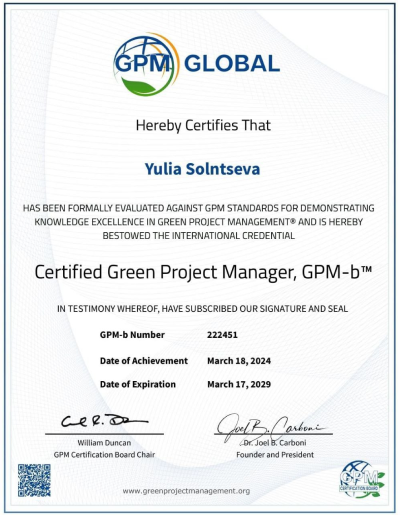 GPM GLOBAL
Hereby Certifies That
Yulia Solntseva
HAS BEEN FORMALLY EVALUATED AGAINST GPM STANDARDS FOR DEMONSTRATING
KNOWLEDGE EXCELLENCE IN GREEN PROJECT MANAGEMENT® AND IS HEREBY
BESTOWED THE INTERNATIONAL CREDENTIAL
Certified Green Project Manager, GPM-b™
IN TESTIMONY WHEREOF, HAVE SUBSCRIBED OUR SIGNATURE AND SEAL
GPM-b Number 222451
Date of Achievement March 18, 2024
Date of Expiration March 17, 2029
Joel B. Carboni
William Duncan Dr. Joel B. Carboni
GPM Certification Board Chair Founder and President
www.greenprojectmanagement.org
GPM
CERTIFICATION BOARD